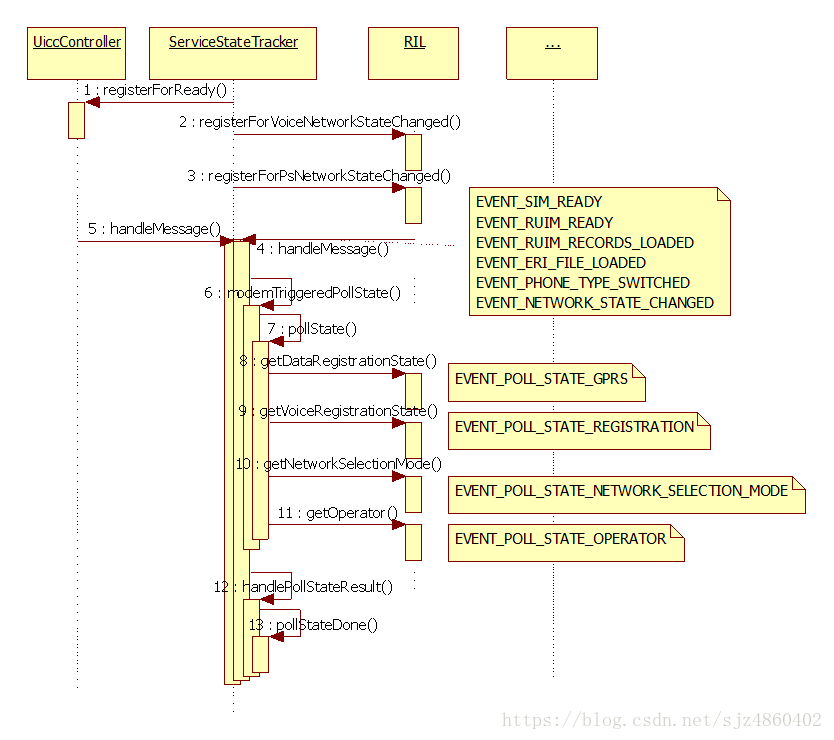 UiccController
ServiceStateTracker
RIL
...
1 : registerForReady()
2 : registerForVoiceNetworkStateChanged()
3 : registerForPsNetworkStateChanged()
EVENT_SIM_READY
EVENT_RUIM_READY
EVENT_RUIM_RECORDS_LOADED
EVENT_ERI_FILE_LOADED
EVENT_PHONE_TYPE_SWITCHED
EVENT_NETWORK_STATE_CHANGED
5 : handleMessage()
4 : handleMessage()
6 : modemTriggeredPollState()
7 : pollState()
8 : getDataRegistrationState()
EVENT_POLL_STATE_GPRS
9 : getVoiceRegistrationState()
EVENT_POLL_STATE_REGISTRATION
10 : getNetworkSelectionMode()
EVENT_POLL_STATE_NETWORK_SELECTION_MODE
11 : getOperator()
EVENT_POLL_STATE_OPERATOR
12 : handlePollStateResult()
13 : pollStateDone()
https://blog.csdn.net/sjz4860402